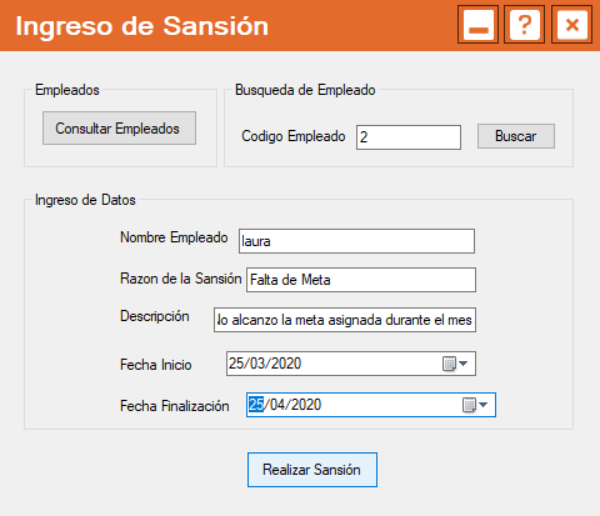 Ingreso de Sansión
?
Empleados
Consultar Empleados
Busqueda de Empleado
Codigo Empleado 2 Buscar
Ingreso de Datos
Nombre Empleado laura
Razon de la Sansión Falta de Meta
Descripción alcanzo la meta asignada durante el mes
Fecha Inicio 25/03/2020
Fecha Finalización 25/04/2020
Realizar Sansión